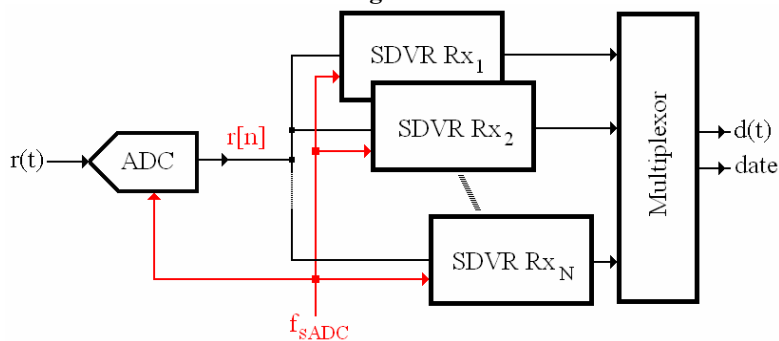 SDVR Rx1
SDVR Rx2
r(t)
ADC
r[n]
Multiplexor
d(t)
date
SDVR RxN
fsADC